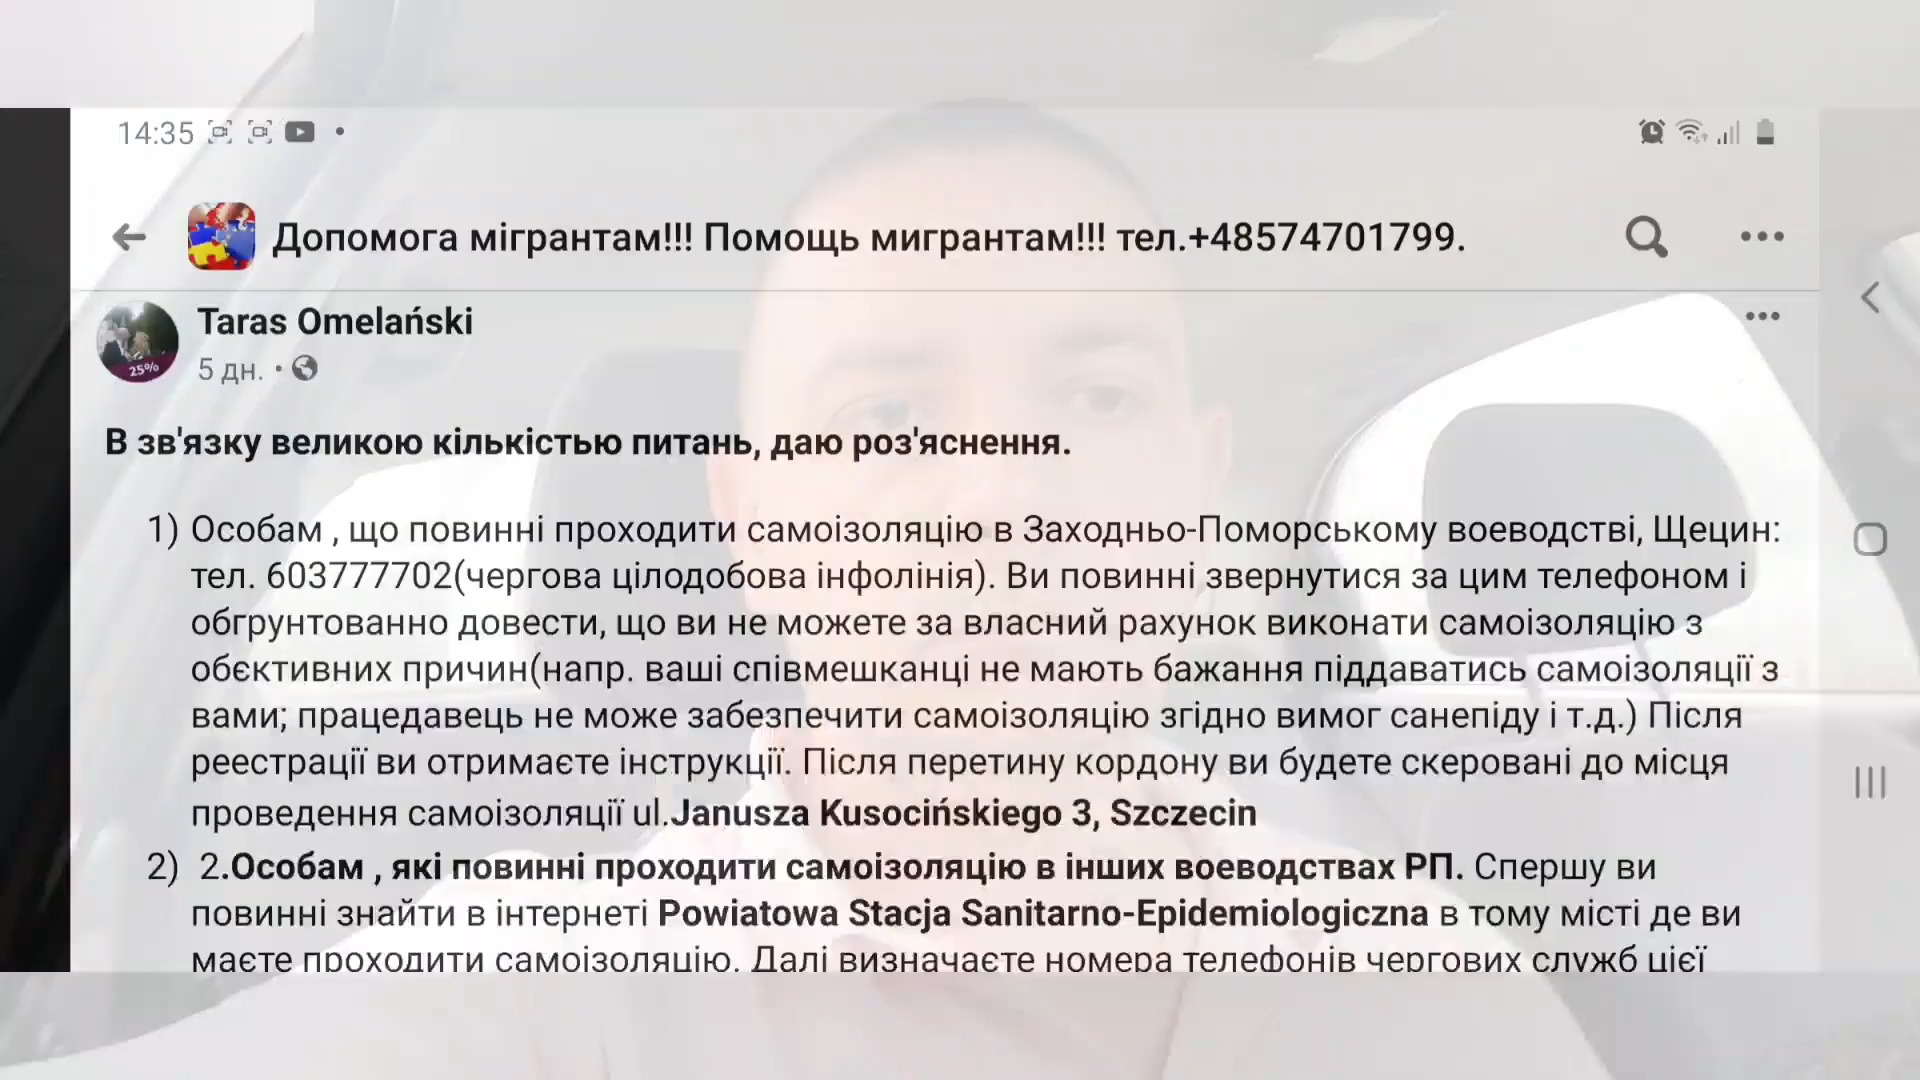 14:35
Допомога мігрантам!!! Помощь мигрантам!!! тел.+48574701799.
Taras Omelański
25%
5 дн. •
В зв'язку великою кількістью питань, даю роз'яснення.
1) Особам , що повинні проходити самоізоляцію в Заходньо-Поморському воеводстві, Щецин:
тел. 603777702(чергова цілодобова інфолінія). Ви повинні звернутися за цим телефоном і
обгрунтованно довести, що ви не можете за власний рахунок виконати самоізоляцію з
обєктивних причин(напр. ваші співмешканці не мають бажання піддаватись самоізоляції з
вами; працедавець не може забезпечити самоізоляцію згідно вимог санепіду і т.д.) Після
реестрації ви отримаєте інструкції. Після перетину кордону ви будете скеровані до місця
проведення самоізоляції ul.Janusza Kusocińskiego 3, Szczecin
2) 2.Особам , які повинні проходити самоізоляцію в інших воеводствах РП. Спершу ви
повинні знайти в інтернеті Powiatowa Stacja Sanitarno-Epidemiologiczna в тому місті де ви
маєте проходити самоізоляцію. Далі визначаєте номера телефонів чергових служб цієї